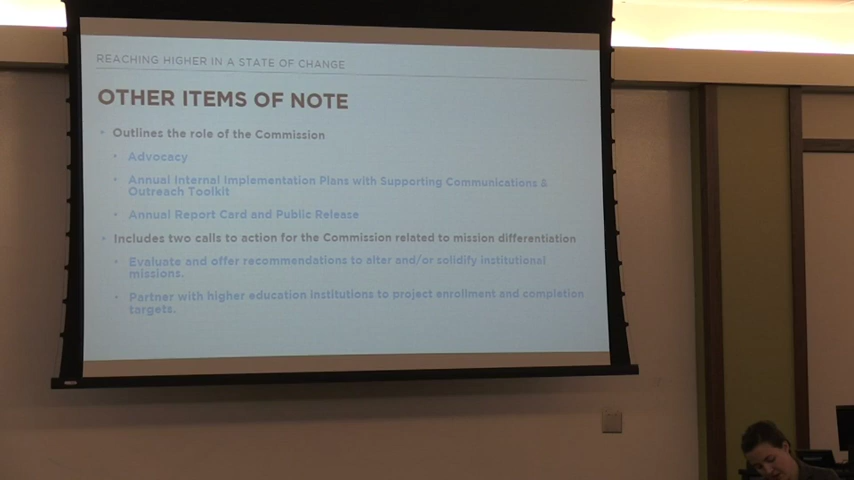 REACHING HIGHER IN A STATE OF CHANGE
OTHER ITEMS OF NOTE
• Outlines the role of the Commission
• Advocacy
• Annual Internal Implementation Plans with Supporting Communications &
Outreach Toolkit
• Annual Report Card and Public Release
• Includes two calls to action for the Commission related to mission differentiation
• Evaluate and offer recommendations to alter and/or solidify institutional
missions.
• Partner with higher education institutions to project enrollment and completion
targets.